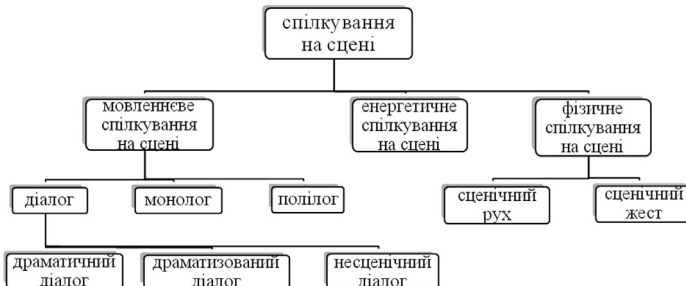 спілкування
на сцені
мовленнєве
спілкування
на сцені
енергетичне
спілкування
на сцені
фізичне
спілкування
на сцені
діалог
монолог
полілог
сценічний
рух
сценічний
жест
драматичний
діалог
драматизований
діалог
несценічний
діалог